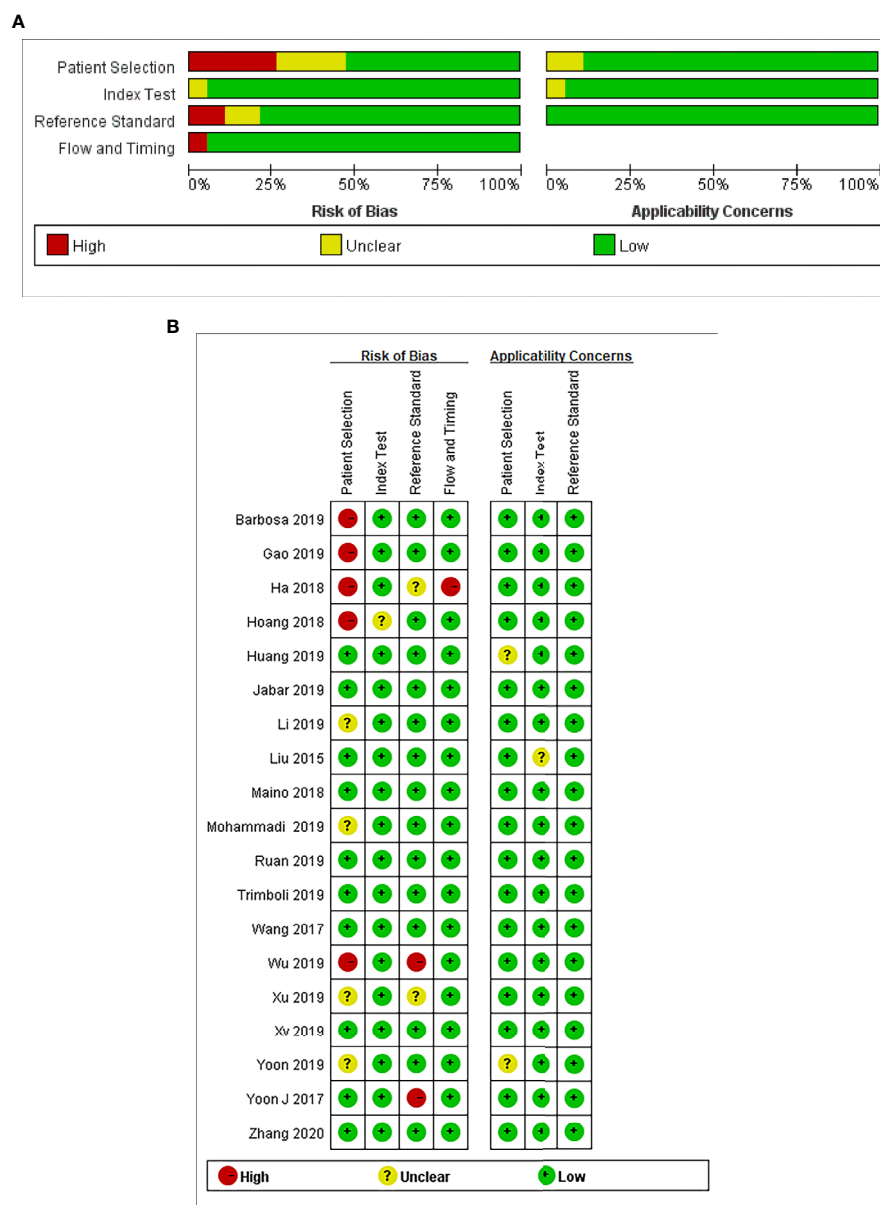 A
Patient Selection
Index Test
Reference Standard
Flow and Timing
0% 25% 50% 75% 100% 0% 25% 50% 75% 100%
Risk of Bias Applicability Concerns
High Unclear Low
B
Risk of Bias Applicability Concerns
Patient Selection
Index Test
Reference Standard
Flow and Timing
Patient Selection
Index Test
Reference Standard
Barbosa 2019 - + + + + + +
Gao 2019 - + + + + + +
Ha 2018 - + ? - + + +
Hoang 2018 - ? + + + + +
Huang 2019 + + + + ? + +
Jabar 2019 + + + + + + +
Li 2019 ? + + + + + +
Liu 2015 + + + + + ? +
Maino 2018 + + + + + + +
Mohammadi 2019 ? + + + + + +
Ruan 2019 + + + + + + +
Trimboli 2019 + + + + + + +
Wang 2017 + + + + + + +
Wu 2019 - + - + + + +
Xu 2019 ? + ? + + + +
Xv 2019 + + + + + + +
Yoon 2019 ? + + + ? + +
Yoon J 2017 + + - + + + +
Zhang 2020 + + + + + + +
- High ? Unclear + Low